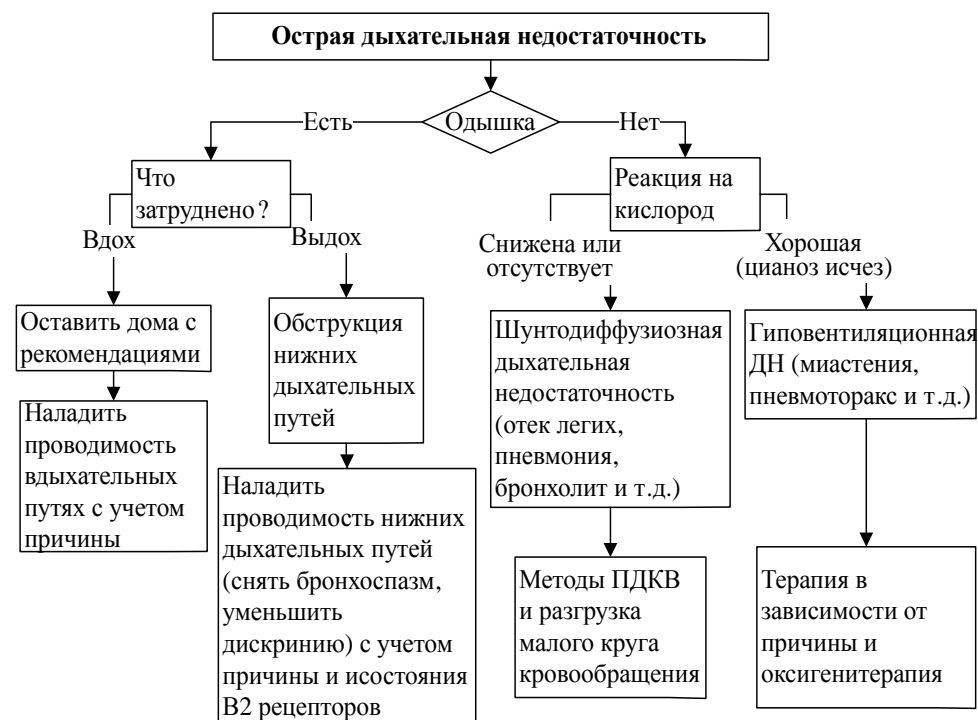 Острая дыхательная недостаточность
Одышка
Есть
Нет
Что
затруднено?
Вдох
Выдох
Реакция на
кислород
Снижена или
отсутствует
Хорошая
(цианоз исчез)
Оставить дома с
рекомендациями
Наладить
проводимость
вдыхательных
путях с учетом
причины
Обструкция
нижних
дыхательных
путей
Наладить
проводимость нижних
дыхательных путей
(снять бронхоспазм,
уменьшить
дискринию) с учетом
причины и исостояния
В2 рецепторов
Шунтодиффузиозная
дыхательная
недостаточность
(отек легих,
пневмония,
бронхолит и т.д.)
Методы ПДКВ
и разгрузка
малого круга
кровообращения
Гиповентиляционная
ДН (миастения,
пневмоторакс и т.д.)
Терапия в
зависимости от
причины и
оксигенитерапия